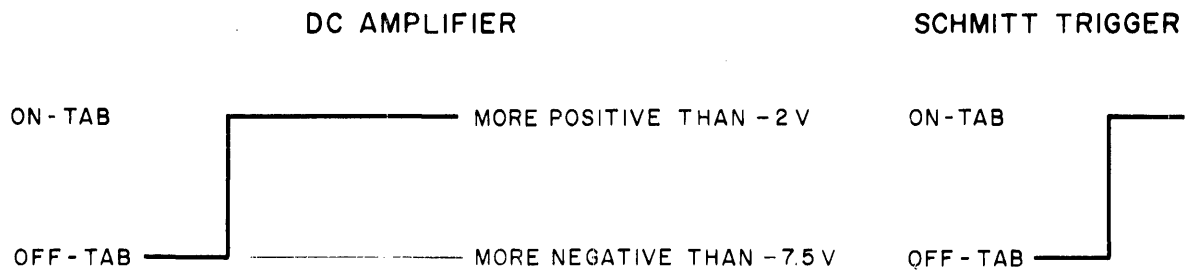 DC AMPLIFIER
SCHMITT TRIGGER
ON-TAB
MORE POSITIVE THAN -2 V
ON-TAB
OFF-TAB
MORE NEGATIVE THAN -7.5 V
OFF-TAB